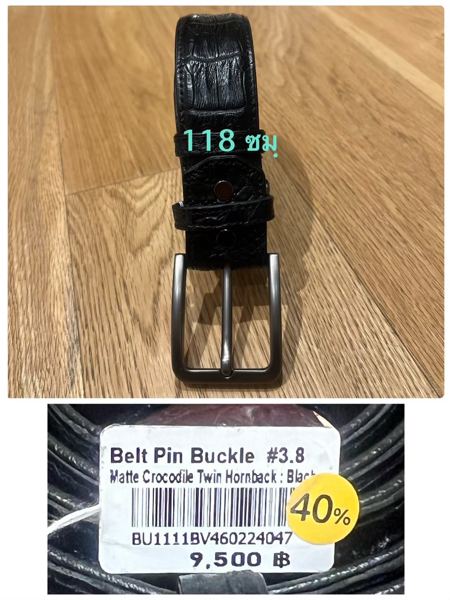 118 ซม.
Belt Pin Buckle #3.8
Matte Crocodile Twin Hornback : Black
40%
BU1111BV460224047
9,500 ฿